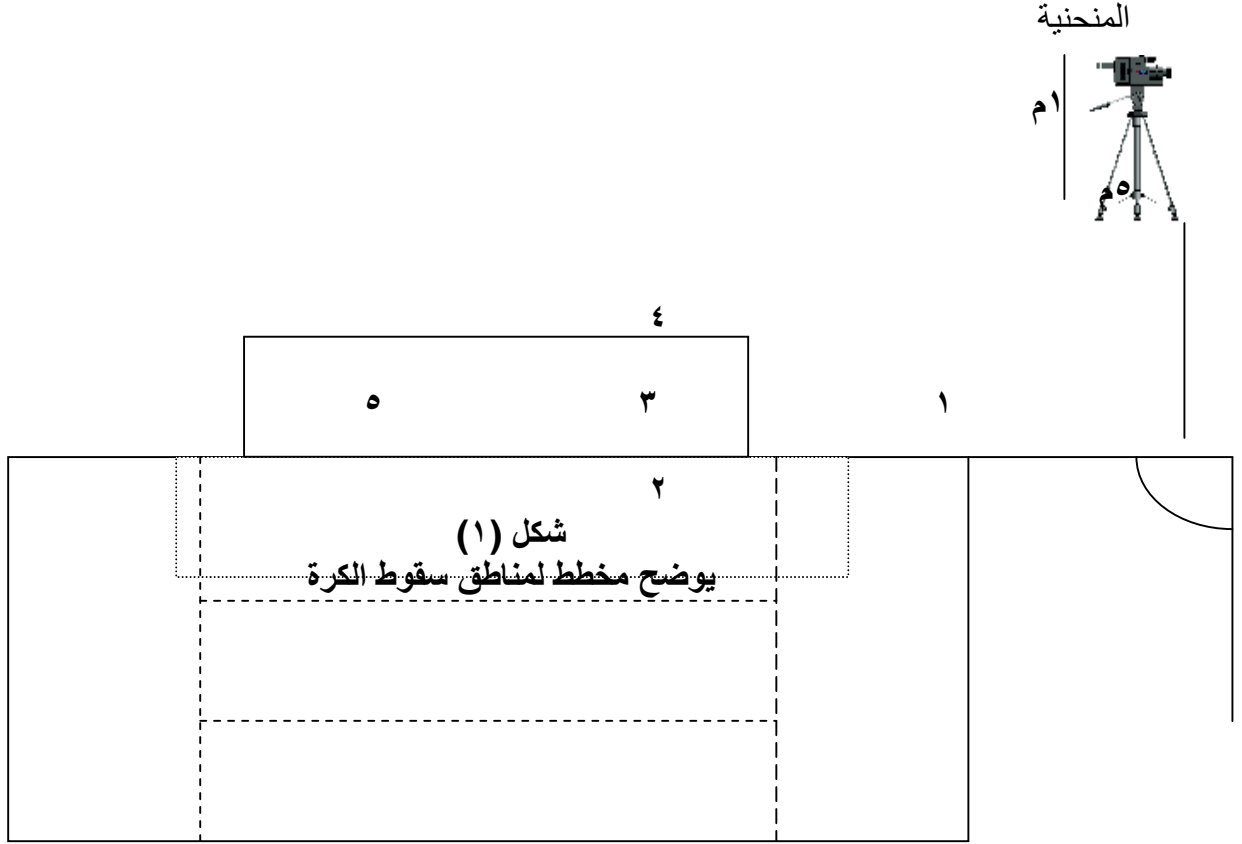 المنحنية
١م
٥م
٤
١
٣
٥
٢
شكل (١)
يوضح مخطط لمناطق سقوط الكرة